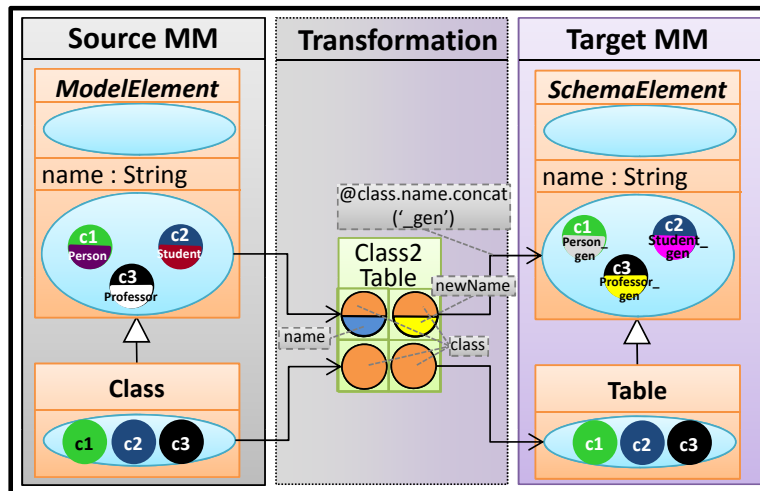 Source MM
ModelElement
name : String
c1
Person
c2
Student
c3
Professor
Class
c1 c2 c3
Transformation
@class.name.concat
(‘_gen’)
Class2
Table
newName
name
class
Target MM
SchemaElement
name : String
c1
Person_
gen
c2
Student_
gen
c3
Professor_
gen
Table
c1 c2 c3